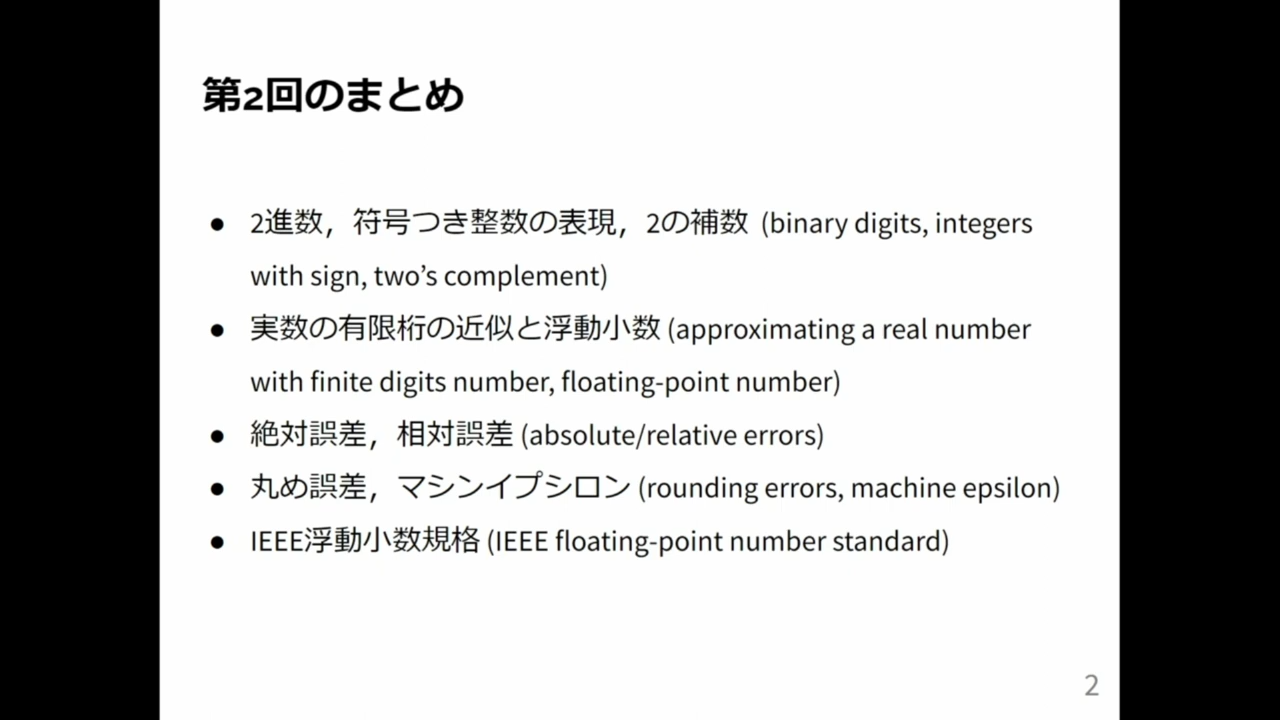 第2回のまとめ
● 2進数，符号つき整数の表現，2の補数 (binary digits, integers
with sign, two’s complement)
● 実数の有限桁の近似と浮動小数 (approximating a real number
with finite digits number, floating-point number)
● 絶対誤差，相対誤差 (absolute/relative errors)
● 丸め誤差，マシンイプシロン (rounding errors, machine epsilon)
● IEEE浮動小数規格 (IEEE floating-point number standard)
2